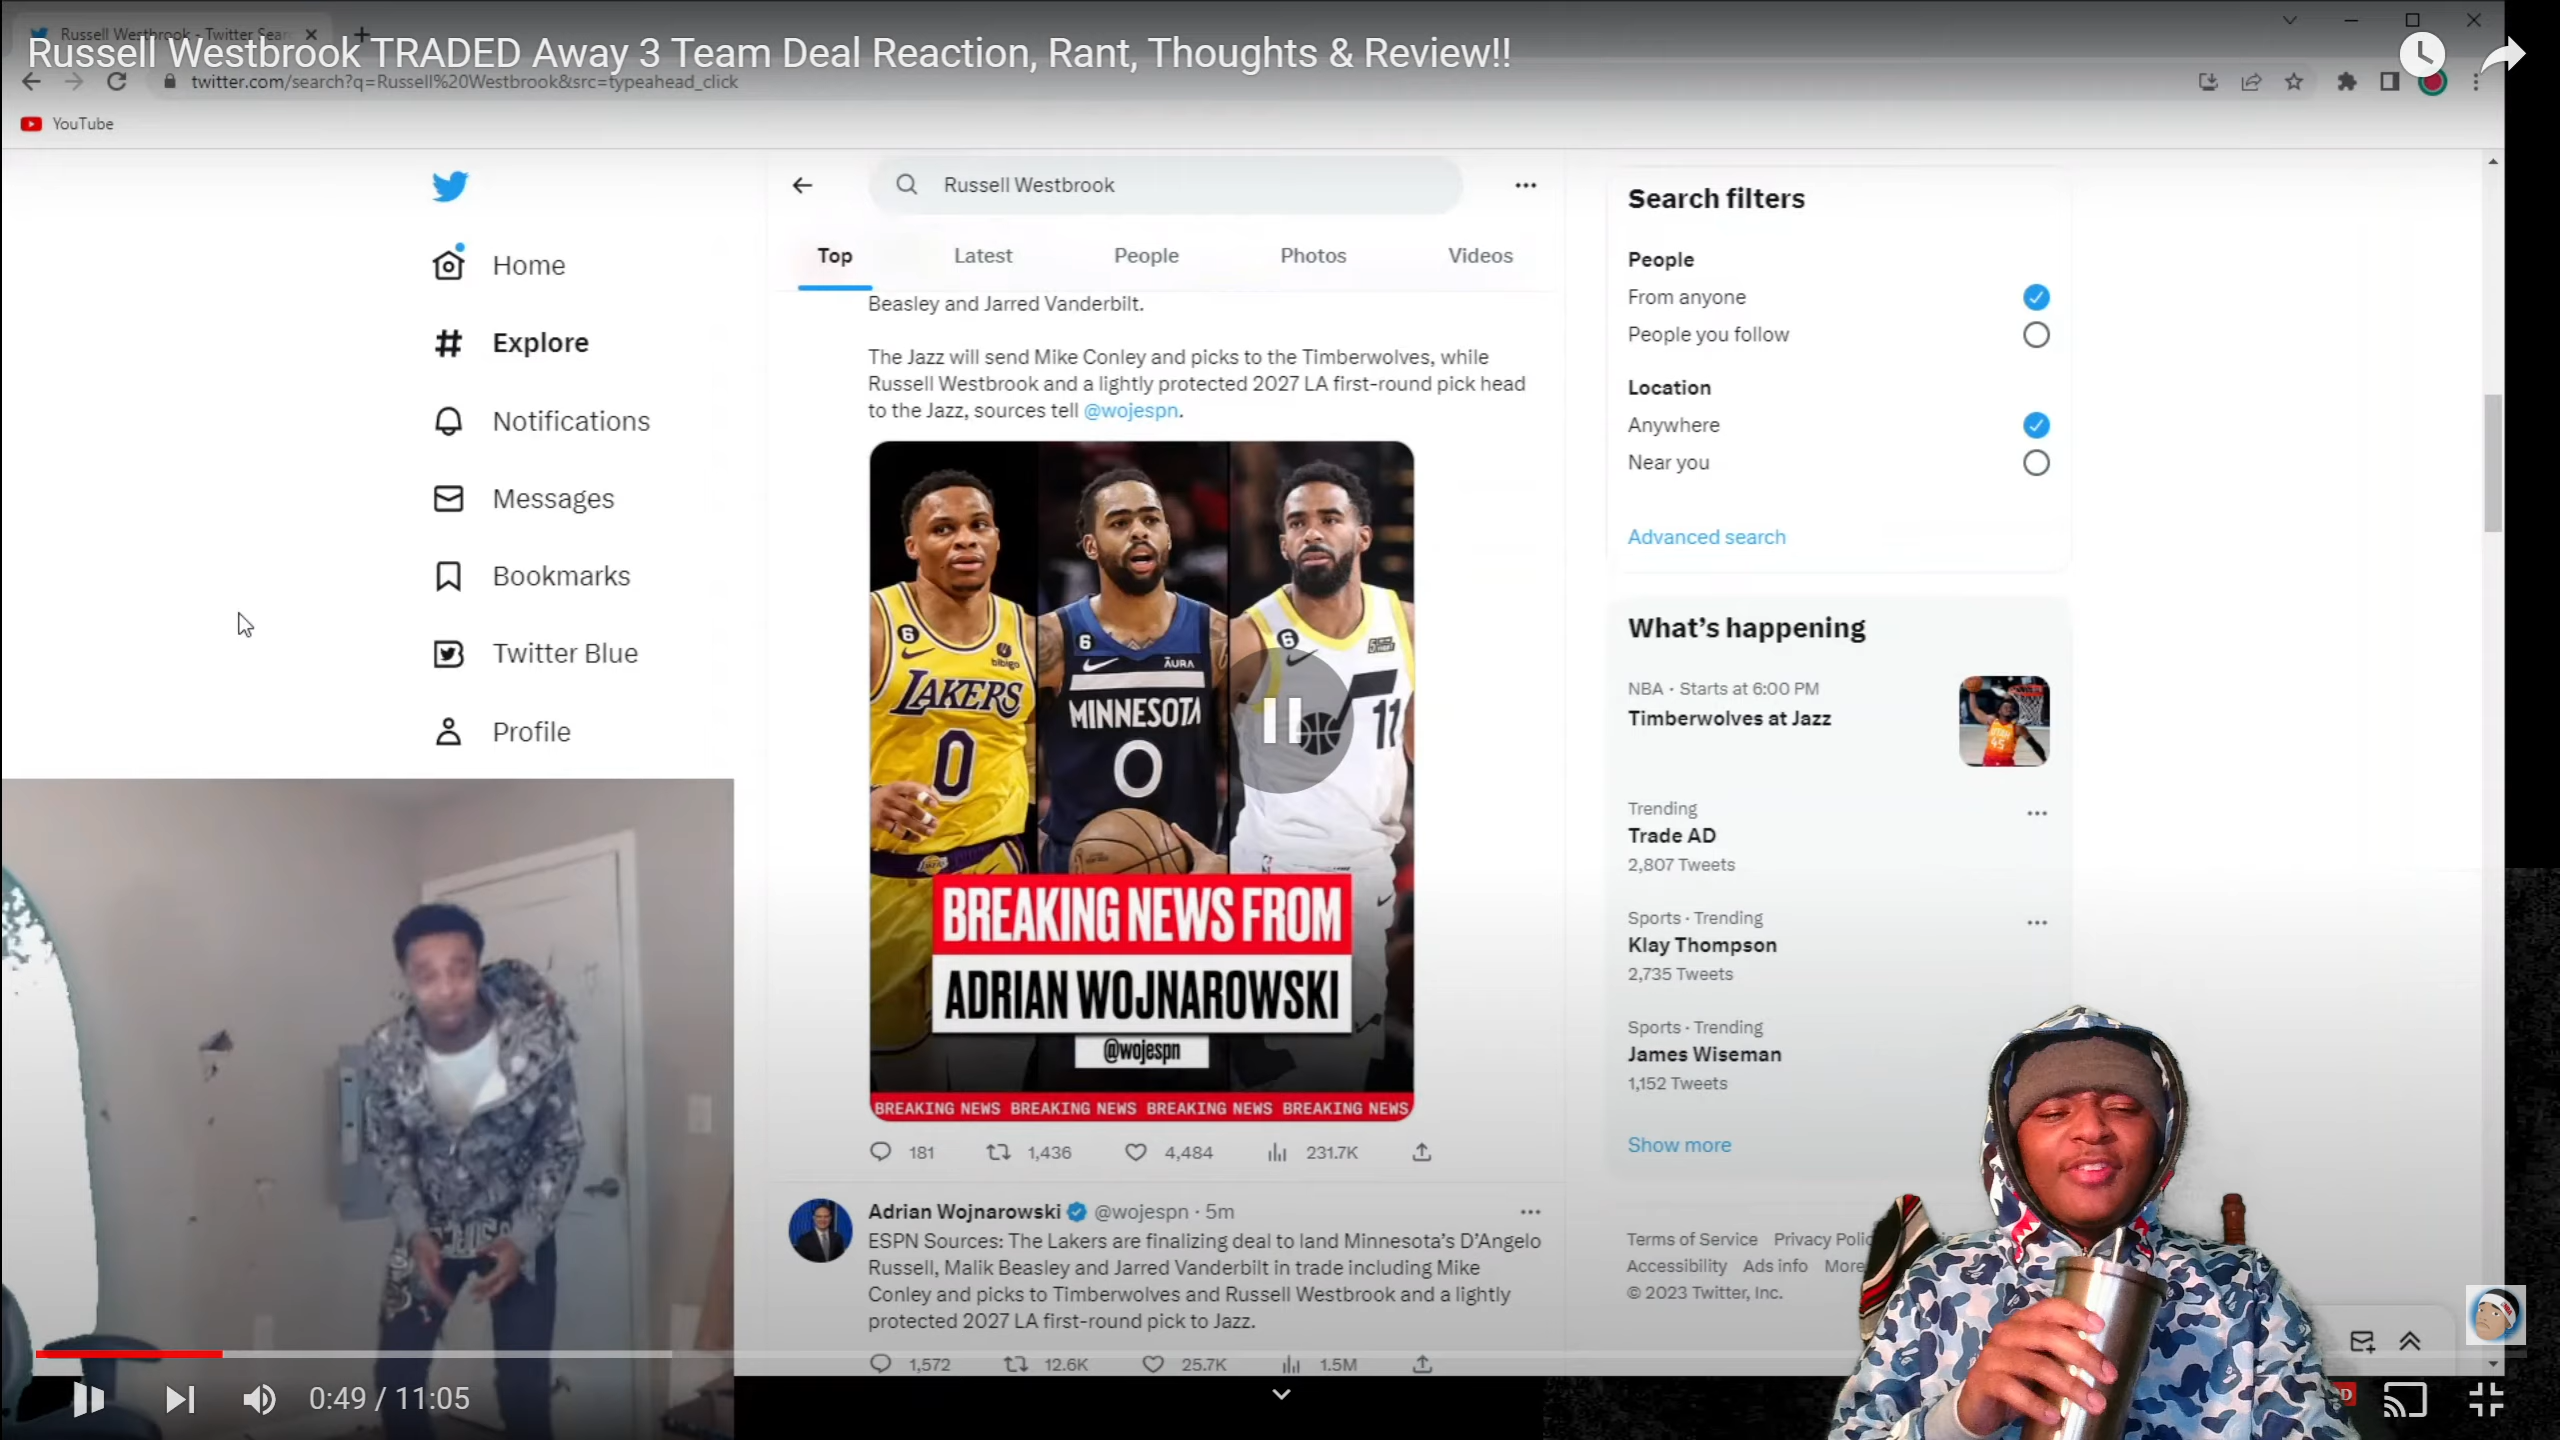 Russell Westbrook - Twitter Sear
Russell Westbrook TRADED Away 3 Team Deal Reaction, Rant, Thoughts & Review!!
twitter.com/search?q=Russell%20Westbrook&src=typeahead_click
YouTube
Home
Explore
Notifications
Messages
Bookmarks
Twitter Blue
Profile
Russell Westbrook
Top
Latest
People
Photos
Videos
Beasley and Jarred Vanderbilt.
The Jazz will send Mike Conley and picks to the Timberwolves, while
Russell Westbrook and a lightly protected 2027 LA first-round pick head
to the Jazz, sources tell @wojespn.
6
bibigo
LAKERS
0
6
AURA
MINNESOTA
0
6
11
BREAKING NEWS FROM
ADRIAN WOJNAROWSKI
@wojespn
BREAKING NEWS BREAKING NEWS BREAKING NEWS BREAKING NEWS
181
1,436
4,484
231.7K
Adrian Wojnarowski @wojespn · 5m
ESPN Sources: The Lakers are finalizing deal to land Minnesota's D'Angelo
Russell, Malik Beasley and Jarred Vanderbilt in trade including Mike
Conley and picks to Timberwolves and Russell Westbrook and a lightly
protected 2027 LA first-round pick to Jazz.
1,572
12.6K
25.7K
1.5M
Search filters
People
From anyone
People you follow
Location
Anywhere
Near you
Advanced search
What's happening
NBA · Starts at 6:00 PM
Timberwolves at Jazz
Trending
Trade AD
2,807 Tweets
Sports · Trending
Klay Thompson
2,735 Tweets
Sports · Trending
James Wiseman
1,152 Tweets
Show more
Terms of Service Privacy Polic
Accessibility Ads info More
© 2023 Twitter, Inc.
0:49 / 11:05